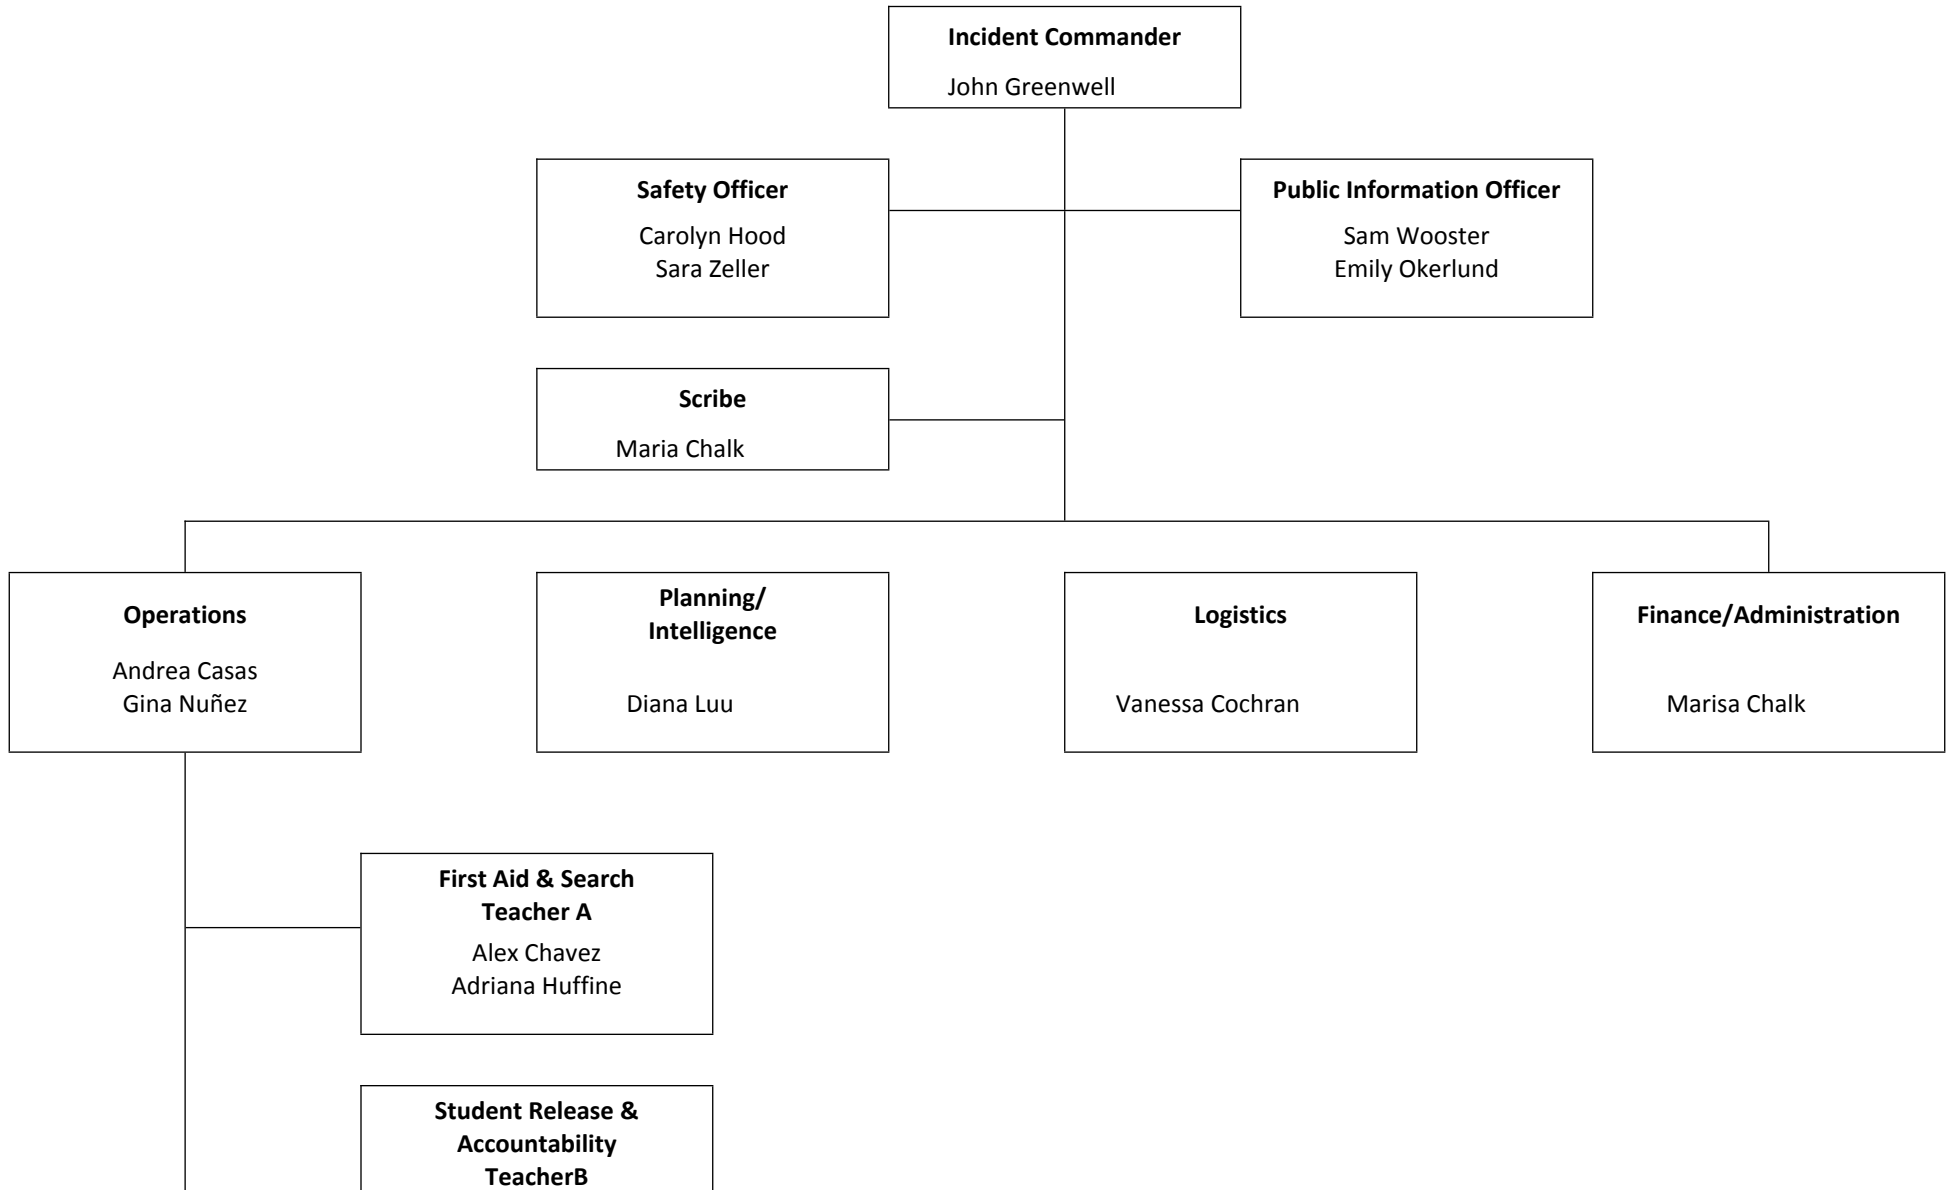 Incident Commander
John Greenwell
Safety Officer
Carolyn Hood
Sara Zeller
Public Information Officer
Sam Wooster
Emily Okerlund
Scribe
Maria Chalk
Operations
Andrea Casas
Gina Nuñez
Planning/
Intelligence
Diana Luu
Logistics
Vanessa Cochran
Finance/Administration
Marisa Chalk
First Aid & Search
Teacher A
Alex Chavez
Adriana Huffine
Student Release &
Accountability
TeacherB